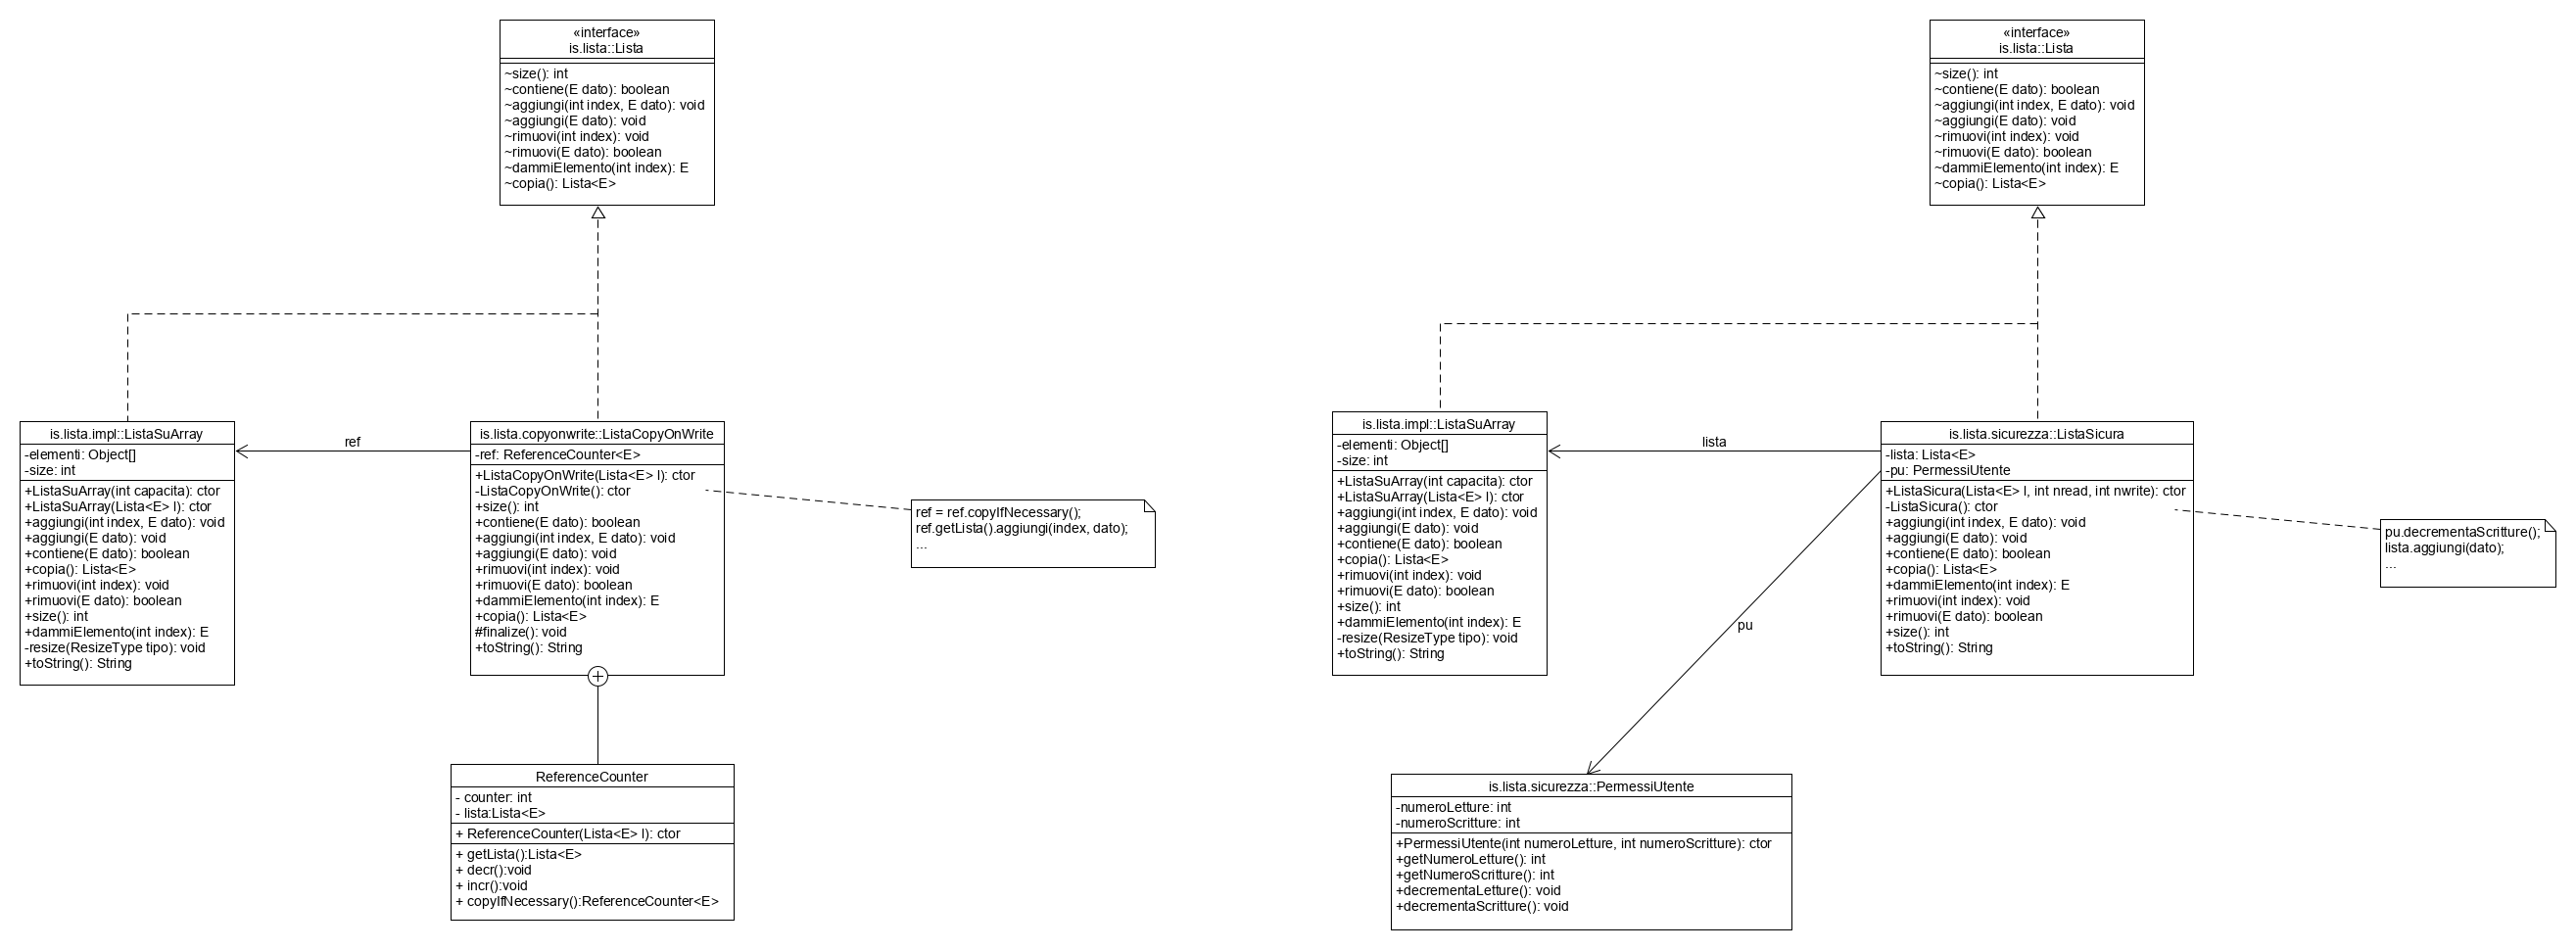 «interface»
is.lista::Lista
~size(): int
~contiene(E dato): boolean
~aggiungi(int index, E dato): void
~aggiungi(E dato): void
~rimuovi(int index): void
~rimuovi(E dato): boolean
~dammiElemento(int index): E
~copia(): Lista<E>
is.lista.impl::ListaSuArray
-elementi: Object[]
-size: int
+ListaSuArray(int capacita): ctor
+ListaSuArray(Lista<E> l): ctor
+aggiungi(int index, E dato): void
+aggiungi(E dato): void
+contiene(E dato): boolean
+copia(): Lista<E>
+rimuovi(int index): void
+rimuovi(E dato): boolean
+size(): int
+dammiElemento(int index): E
-resize(ResizeType tipo): void
+toString(): String
ref
is.lista.copyonwrite::ListaCopyOnWrite
-ref: ReferenceCounter<E>
+ListaCopyOnWrite(Lista<E> l): ctor
-ListaCopyOnWrite(): ctor
+size(): int
+contiene(E dato): boolean
+aggiungi(int index, E dato): void
+aggiungi(E dato): void
+rimuovi(int index): void
+rimuovi(E dato): boolean
+dammiElemento(int index): E
+copia(): Lista<E>
#finalize(): void
+toString(): String
ref = ref.copyIfNecessary();
ref.getLista().aggiungi(index, dato);
...
ReferenceCounter
- counter: int
- lista:Lista<E>
+ ReferenceCounter(Lista<E> l): ctor
+ getLista():Lista<E>
+ decr():void
+ incr():void
+ copyIfNecessary():ReferenceCounter<E>
«interface»
is.lista::Lista
~size(): int
~contiene(E dato): boolean
~aggiungi(int index, E dato): void
~aggiungi(E dato): void
~rimuovi(int index): void
~rimuovi(E dato): boolean
~dammiElemento(int index): E
~copia(): Lista<E>
is.lista.impl::ListaSuArray
-elementi: Object[]
-size: int
+ListaSuArray(int capacita): ctor
+ListaSuArray(Lista<E> l): ctor
+aggiungi(int index, E dato): void
+aggiungi(E dato): void
+contiene(E dato): boolean
+copia(): Lista<E>
+rimuovi(int index): void
+rimuovi(E dato): boolean
+size(): int
+dammiElemento(int index): E
-resize(ResizeType tipo): void
+toString(): String
lista
is.lista.sicurezza::ListaSicura
-lista: Lista<E>
-pu: PermessiUtente
+ListaSicura(Lista<E> l, int nread, int nwrite): ctor
-ListaSicura(): ctor
+aggiungi(int index, E dato): void
+aggiungi(E dato): void
+contiene(E dato): boolean
+copia(): Lista<E>
+dammiElemento(int index): E
+rimuovi(int index): void
+rimuovi(E dato): boolean
+size(): int
+toString(): String
pu.decrementaScritture();
lista.aggiungi(dato);
...
pu
is.lista.sicurezza::PermessiUtente
-numeroLetture: int
-numeroScritture: int
+PermessiUtente(int numeroLetture, int numeroScritture): ctor
+getNumeroLetture(): int
+getNumeroScritture(): int
+decrementaLetture(): void
+decrementaScritture(): void